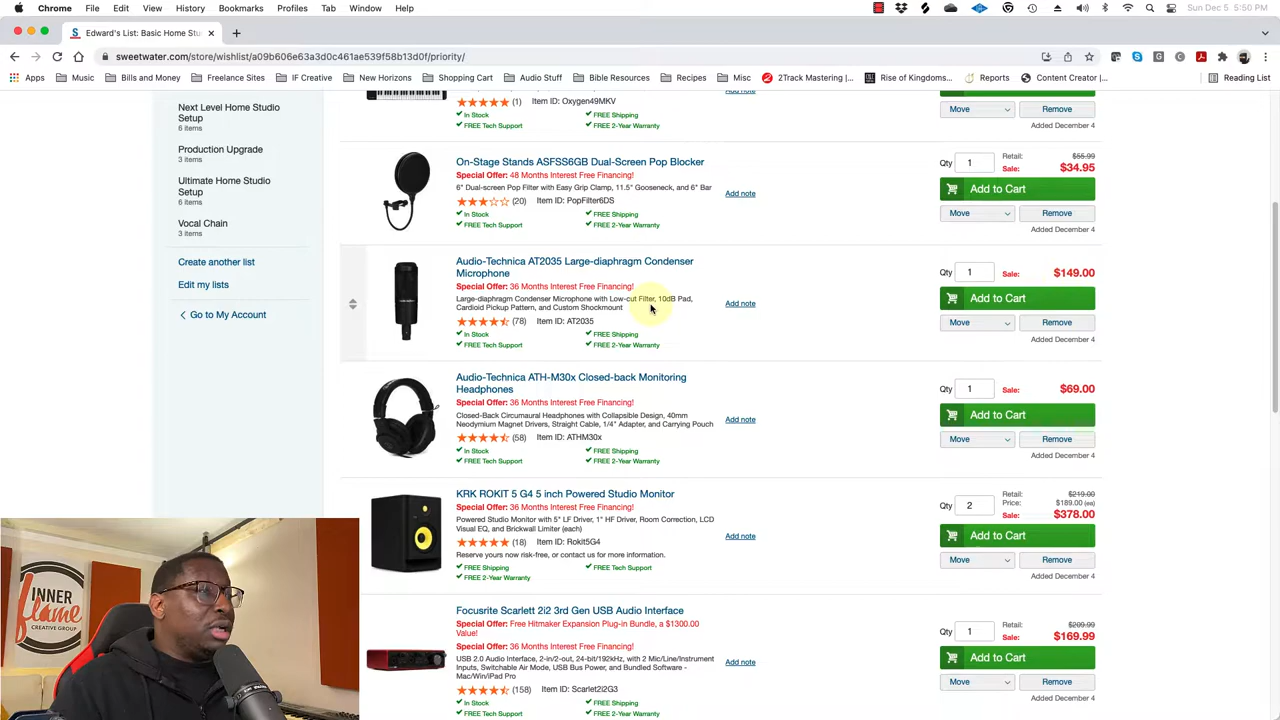 Chrome File Edit View History Bookmarks Profiles Tab Window Help Sun Dec 5 5:50 PM
Edward's List: Basic Home Stu
sweetwater.com/store/wishlist/a09b606e63a3d0c461ae539f58b13d0f/priority/
Apps Music Bills and Money Freelance Sites IF Creative New Horizons Shopping Cart Audio Stuff Bible Resources Recipes Misc 2Track Mastering |... Rise of Kingdoms... Reports Content Creator |... Reading List
Next Level Home Studio
Setup
6 items
Production Upgrade
3 items
Ultimate Home Studio
Setup
6 items
Vocal Chain
3 items
Create another list
Edit my lists
Go to My Account
(1) Item ID: Oxygen49MKV
In Stock FREE Shipping
FREE Tech Support FREE 2-Year Warranty
Add note
Move Remove
Added December 4
On-Stage Stands ASFSS6GB Dual-Screen Pop Blocker
Special Offer: 48 Months Interest Free Financing!
6" Dual-screen Pop Filter with Easy Grip Clamp, 11.5" Gooseneck, and 6" Bar
(20) Item ID: PopFilter6DS
In Stock FREE Shipping
FREE Tech Support FREE 2-Year Warranty
Add note
Qty 1 Retail: $55.99
Sale: $34.95
Add to Cart
Move Remove
Added December 4
Audio-Technica AT2035 Large-diaphragm Condenser
Microphone
Special Offer: 36 Months Interest Free Financing!
Large-diaphragm Condenser Microphone with Low-cut Filter, 10dB Pad,
Cardioid Pickup Pattern, and Custom Shockmount
(78) Item ID: AT2035
In Stock FREE Shipping
FREE Tech Support FREE 2-Year Warranty
Add note
Qty 1 Sale: $149.00
Add to Cart
Move Remove
Added December 4
Audio-Technica ATH-M30x Closed-back Monitoring
Headphones
Special Offer: 36 Months Interest Free Financing!
Closed-Back Circumaural Headphones with Collapsible Design, 40mm
Neodymium Magnet Drivers, Straight Cable, 1/4" Adapter, and Carrying Pouch
(58) Item ID: ATHM30x
In Stock FREE Shipping
FREE Tech Support FREE 2-Year Warranty
Add note
Qty 1 Sale: $69.00
Add to Cart
Move Remove
Added December 4
KRK ROKIT 5 G4 5 inch Powered Studio Monitor
Special Offer: 36 Months Interest Free Financing!
Powered Studio Monitor with 5" LF Driver, 1" HF Driver, Room Correction, LCD
Visual EQ, and Brickwall Limiter (each)
(18) Item ID: Rokit5G4
Reserve yours now risk-free, or contact us for more information.
FREE Shipping FREE Tech Support
FREE 2-Year Warranty
Add note
Qty 2 Retail: $219.00
Price: $189.00 (ea)
Sale: $378.00
Add to Cart
Move Remove
Added December 4
Focusrite Scarlett 2i2 3rd Gen USB Audio Interface
Special Offer: Free Hitmaker Expansion Plug-in Bundle, a $1300.00
Value!
Special Offer: 36 Months Interest Free Financing!
USB 2.0 Audio Interface, 2-in/2-out, 24-bit/192kHz, with 2 Mic/Line/Instrument
Inputs, Switchable Air Mode, USB Bus Power, and Bundled Software -
Mac/Win/iPad Pro
(158) Item ID: Scarlet2i2G3
In Stock FREE Shipping
FREE Tech Support FREE 2-Year Warranty
Add note
Qty 1 Retail: $209.99
Sale: $169.99
Add to Cart
Move Remove
Added December 4
INNER
flame
CREATIVE GROUP